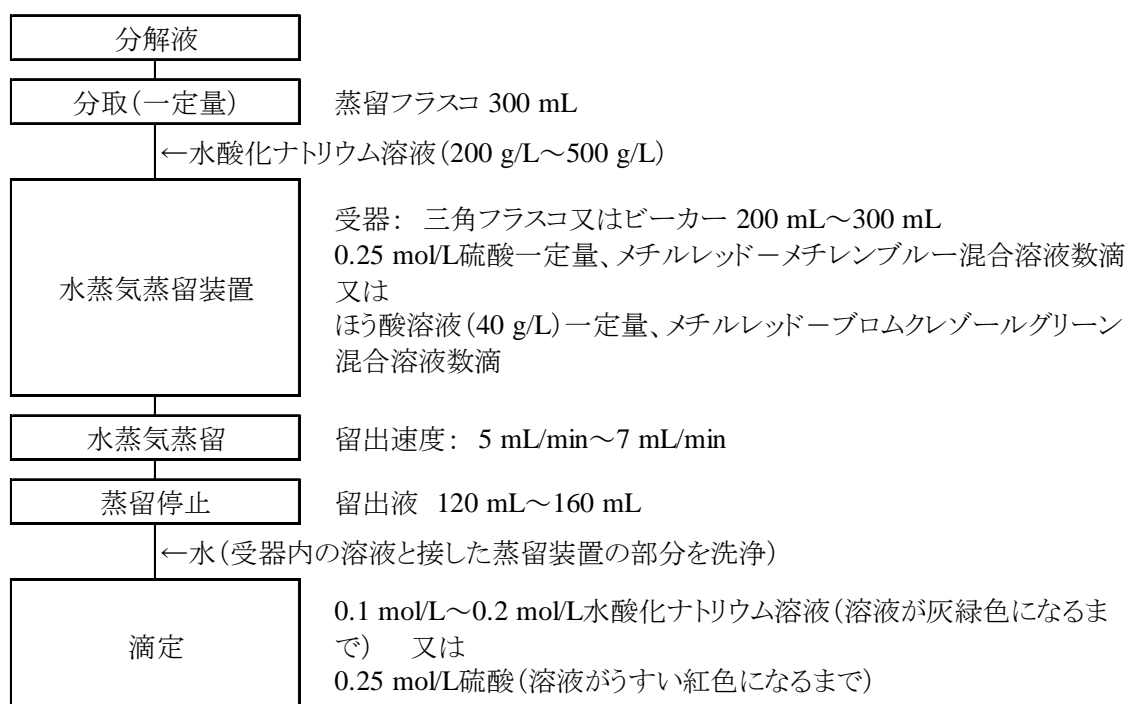 分解液
分取(一定量) 蒸留フラスコ 300 mL
←水酸化ナトリウム溶液(200 g/L~500 g/L)
水蒸気蒸留装置
受器: 三角フラスコ又はビーカー 200 mL~300 mL
0.25 mol/L硫酸一定量、メチルレッド-メチレンブルー混合溶液数滴
又は
ほう酸溶液(40 g/L)一定量、メチルレッド-ブロムクレゾールグリーン
混合溶液数滴
水蒸気蒸留 留出速度: 5 mL/min~7 mL/min
蒸留停止 留出液 120 mL~160 mL
←水(受器内の溶液と接した蒸留装置の部分を洗浄)
滴定
0.1 mol/L~0.2 mol/L水酸化ナトリウム溶液(溶液が灰緑色になるま
で) 又は
0.25 mol/L硫酸(溶液がうすい紅色になるまで)